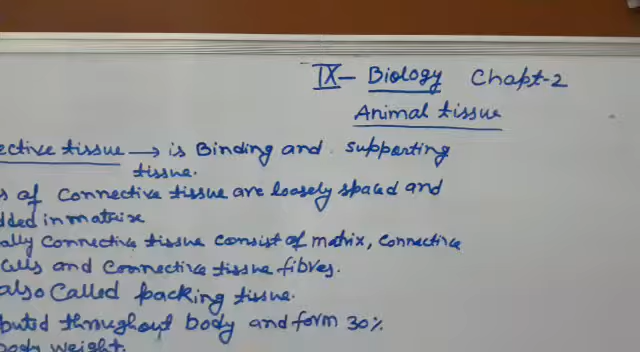 IX- Biology Chapt-2
Animal tissue
ective tissue → is Binding and supporting
tissue.
s of Connective tissue are loosely spaced and
dded in matrix
ally connective tissue consist of matrix, connective
cells and connective tissue fibres.
also called packing tissue.
buted throughout body and form 30%
body weight.